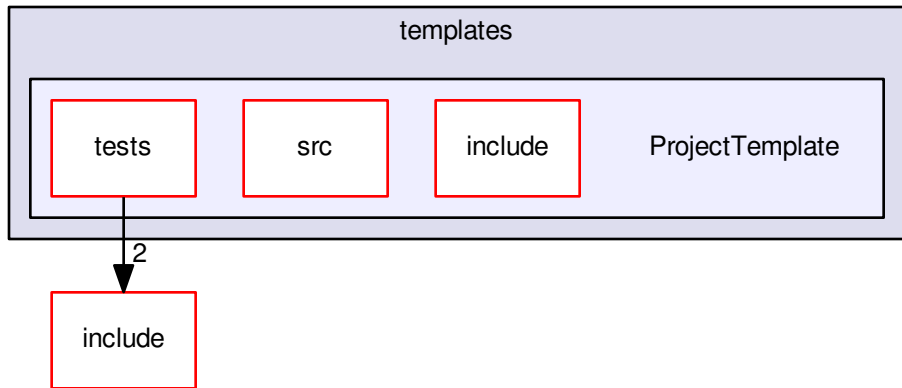 templates
tests
src
include
ProjectTemplate
2
include